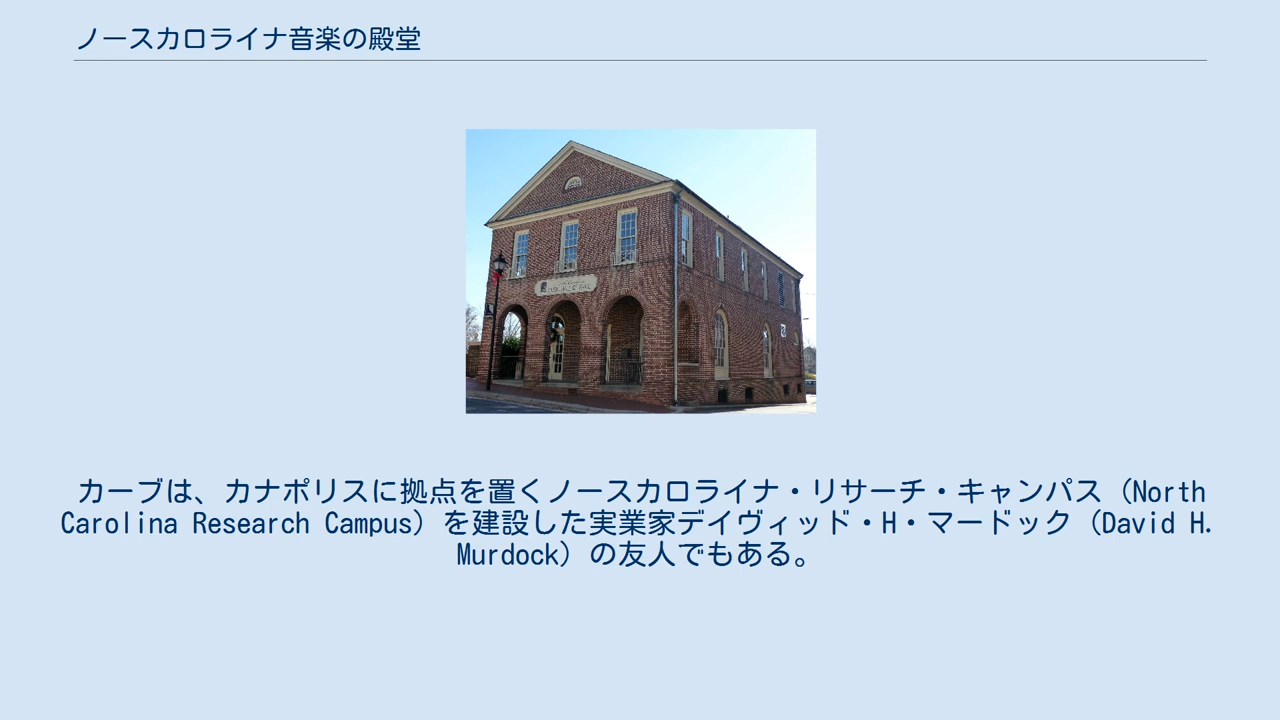 ノースカロライナ音楽の殿堂
カーブは、カナポリスに拠点を置くノースカロライナ・リサーチ・キャンパス（North
Carolina Research Campus）を建設した実業家デイヴィッド・H・マードック（David H.
Murdock）の友人でもある。